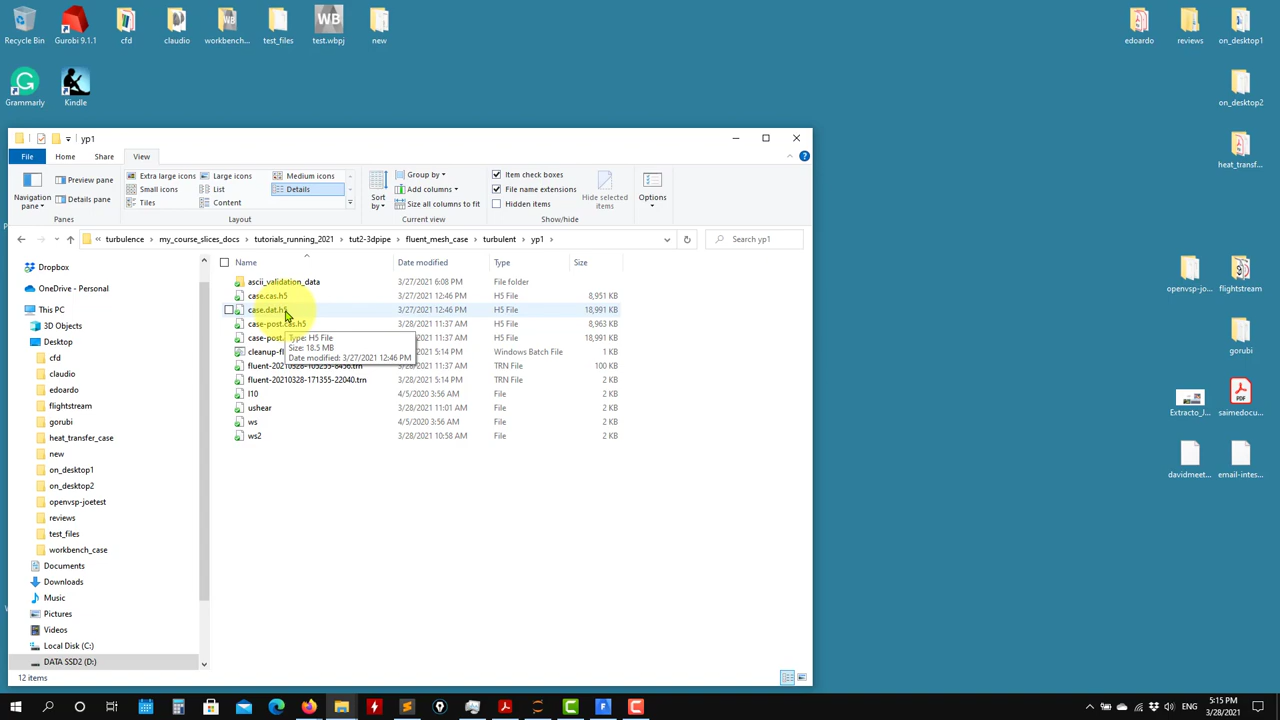 Recycle Bin
Gurobi 9.1.1
cfd
claudio
workbench...
test_files
test.wbpj
new
edoardo
reviews
on_desktop1
Grammarly
Kindle
on_desktop2
heat_transf...
openvsp-jo...
flightstream
gorubi
Extracto_J...
saimedocu...
davidmeet...
email-intes...
yp1
File
Home
Share
View
Navigation pane
Preview pane
Details pane
Panes
Extra large icons
Large icons
Medium icons
Small icons
List
Details
Tiles
Content
Layout
Sort by
Group by
Add columns
Size all columns to fit
Current view
Item check boxes
File name extensions
Hidden items
Hide selected items
Show/hide
Options
« turbulence > my_course_slices_docs > tutorials_running_2021 > tut2-3dpipe > fluent_mesh_case > turbulent > yp1 >
Search yp1
Dropbox
OneDrive - Personal
This PC
3D Objects
Desktop
cfd
claudio
edoardo
flightstream
gorubi
heat_transfer_case
new
on_desktop1
on_desktop2
openvsp-joetest
reviews
test_files
workbench_case
Documents
Downloads
Music
Pictures
Videos
Local Disk (C:)
DATA SSD2 (D:)
Name Date modified Type Size
ascii_validation_data 3/27/2021 6:08 PM File folder
case.cas.h5 3/27/2021 12:46 PM H5 File 8,951 KB
case.dat.h5 3/27/2021 12:46 PM H5 File 18,991 KB
case-post.cas.h5 3/28/2021 11:37 AM H5 File 8,963 KB
case-post. 3/28/2021 11:37 AM H5 File 18,991 KB
cleanup-fl 5:14 PM Windows Batch File 1 KB
TRN File 100 KB
fluent-20210328-171355-22040.trn 3/28/2021 5:14 PM TRN File 2 KB
l10 4/5/2020 3:56 AM File 2 KB
ushear 3/28/2021 11:01 AM File 2 KB
ws 4/5/2020 3:56 AM File 2 KB
ws2 3/28/2021 10:58 AM File 2 KB
Type: H5 File
Size: 18.5 MB
Date modified: 3/27/2021 12:46 PM
12 items
ENG
5:15 PM
3/28/2021